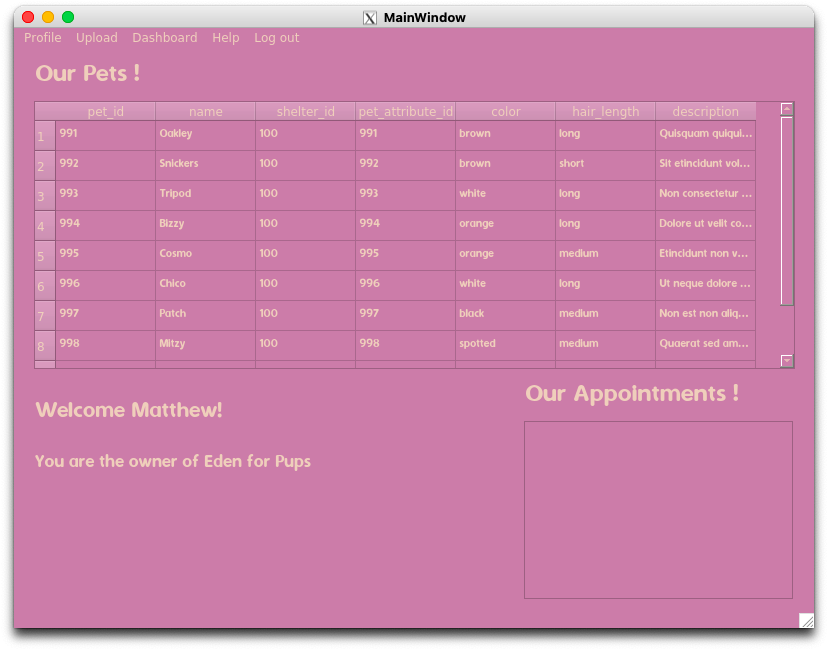 MainWindow
Profile Upload Dashboard Help Log out
Our Pets !
pet_id name shelter_id pet_attribute_id color hair_length description
1 991 Oakley 100 991 brown long Quisquam quiqui...
2 992 Snickers 100 992 brown short Sit etincidunt vol...
3 993 Tripod 100 993 white long Non consectetur ...
4 994 Bizzy 100 994 orange long Dolore ut velit co...
5 995 Cosmo 100 995 orange medium Etincidunt non v...
6 996 Chico 100 996 white long Ut neque dolore ...
7 997 Patch 100 997 black medium Non est non aliq...
8 998 Mitzy 100 998 spotted medium Quaerat sed am...
Our Appointments !
Welcome Matthew!
You are the owner of Eden for Pups